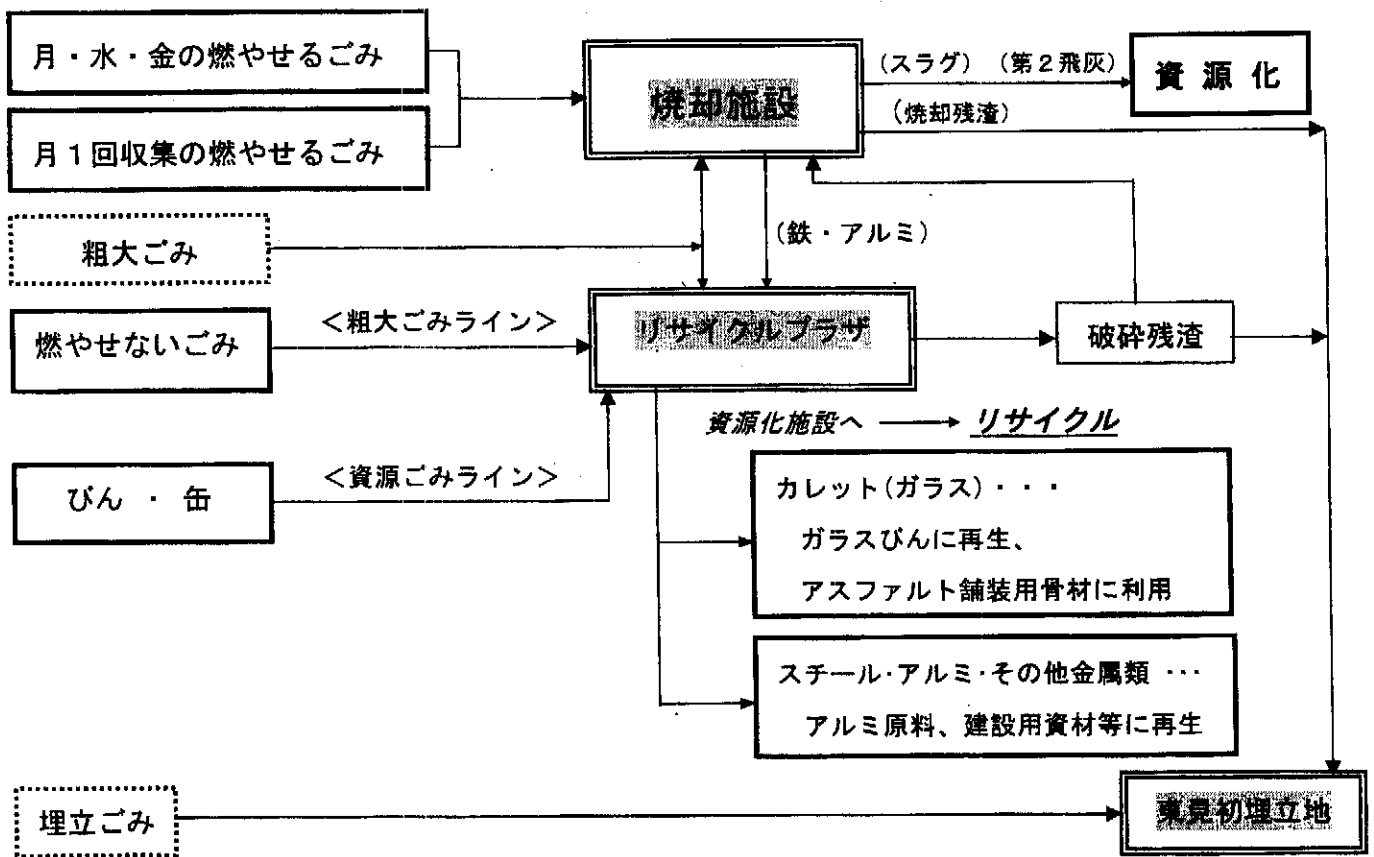 月・水・金の燃やせるごみ
月１回収集の燃やせるごみ
焼却施設
(スラグ) (第２飛灰)
資源化
(焼却残渣)
粗大ごみ
(鉄・アルミ)
燃やせないごみ
＜粗大ごみライン＞
リサイクルプラザ
破砕残渣
資源化施設へ
リサイクル
びん ・ 缶
＜資源ごみライン＞
カレット(ガラス)・・・
ガラスびんに再生、
アスファルト舗装用骨材に利用
スチール・アルミ・その他金属類 ･･･
アルミ原料、建設用資材等に再生
埋立ごみ
東見初埋立地